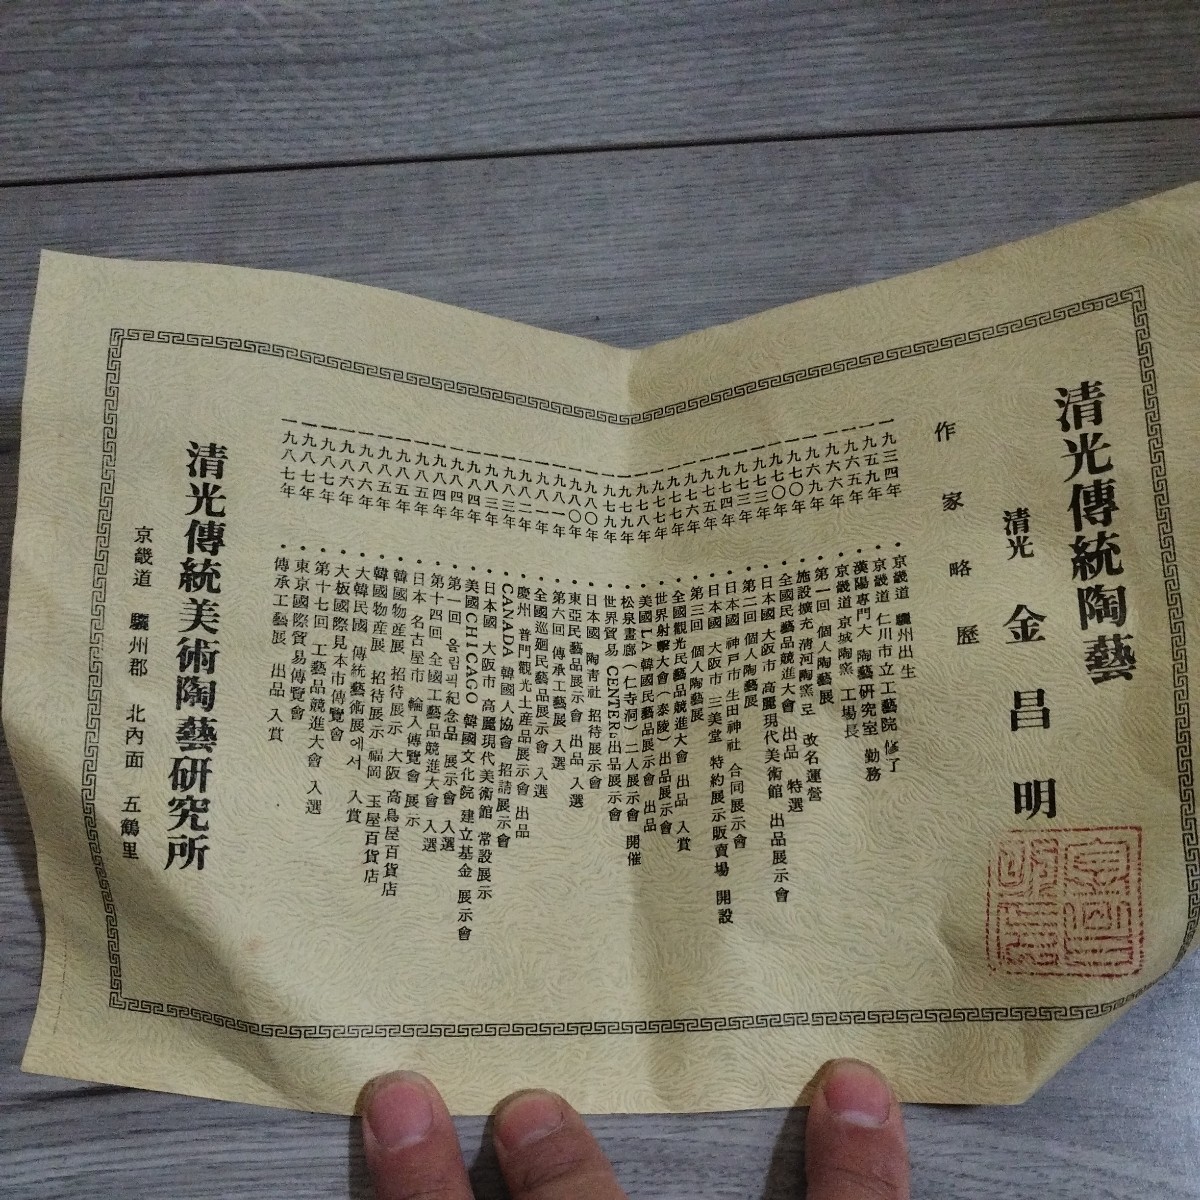 清光傳統陶藝
清光 金昌明
作家略歷
一九三四年 • 京畿道 驪州出生
一九五九年 • 京畿道 仁川市立工藝院 修了
一九六五年 • 漢陽專門大 陶藝研究室 勤務
一九六六年 • 京畿道 京城陶窯 工場長
一九六九年 • 第一回 個人陶藝展
一九七〇年 • 施設擴充 清河陶窯로 改名運營
一九七〇年 • 全國民藝品競進大會 出品 特選
一九七三年 • 日本國 大阪市 高麗現代美術館 出品展示會
一九七三年 • 第二回 個人陶藝展
一九七四年 • 日本國 神戶市 生田神社 合同展示會
一九七五年 • 日本國 大阪市 三美堂 特約展示販賣場 開設
一九七六年 • 第三回 個人陶藝展
一九七七年 • 全國觀光民藝品競進大會 出品 入賞
一九七七年 • 世界射擊大會(泰陵)出品展示會
一九七八年 • 美國 LA 韓國民藝品展示會 出品
一九七九年 • 松泉畫廊(仁寺洞)二人展示會 開催
一九七九年 • 世界貿易 CENTER 出品展示會
一九八〇年 • 日本國 陶青社 招待展示會
一九八〇年 • 東亞民藝品展示會 出品 入選
一九八一年 • 第六回 傳承工藝展 入選
一九八一年 • 全國巡廻民藝品展示會 入選
一九八二年 • 慶州 普門觀光土産品展示會 出品
一九八三年 • CANADA 韓國人協會 招請展示會
一九八三年 • 日本國 大阪市 高麗現代美術館 常設展示
一九八四年 • 美國 CHICAGO 韓國文化院 建立基金 展示會
一九八四年 • 第一回 올림픽紀念品 展示會 入選
一九八四年 • 第十四回 全國工藝品競進大會 入選
一九八五年 • 日本 名古屋市 輸入傳覽會 展示
一九八五年 • 韓國物産展 招待展示 大阪 高島屋百貨店
一九八五年 • 韓國物産展 招待展示 福岡 玉屋百貨店
一九八六年 • 大韓民國 傳統藝術展에서 入賞
一九八六年 • 大板國際見本市傳覽會
一九八七年 • 第十七回 工藝品競進大會 入選
一九八七年 • 東京國際貿易傳覽會
一九八七年 • 傳承工藝展 出品 入賞
清光傳統美術陶藝研究所
京畿道 驪州郡 北內面 五鶴里